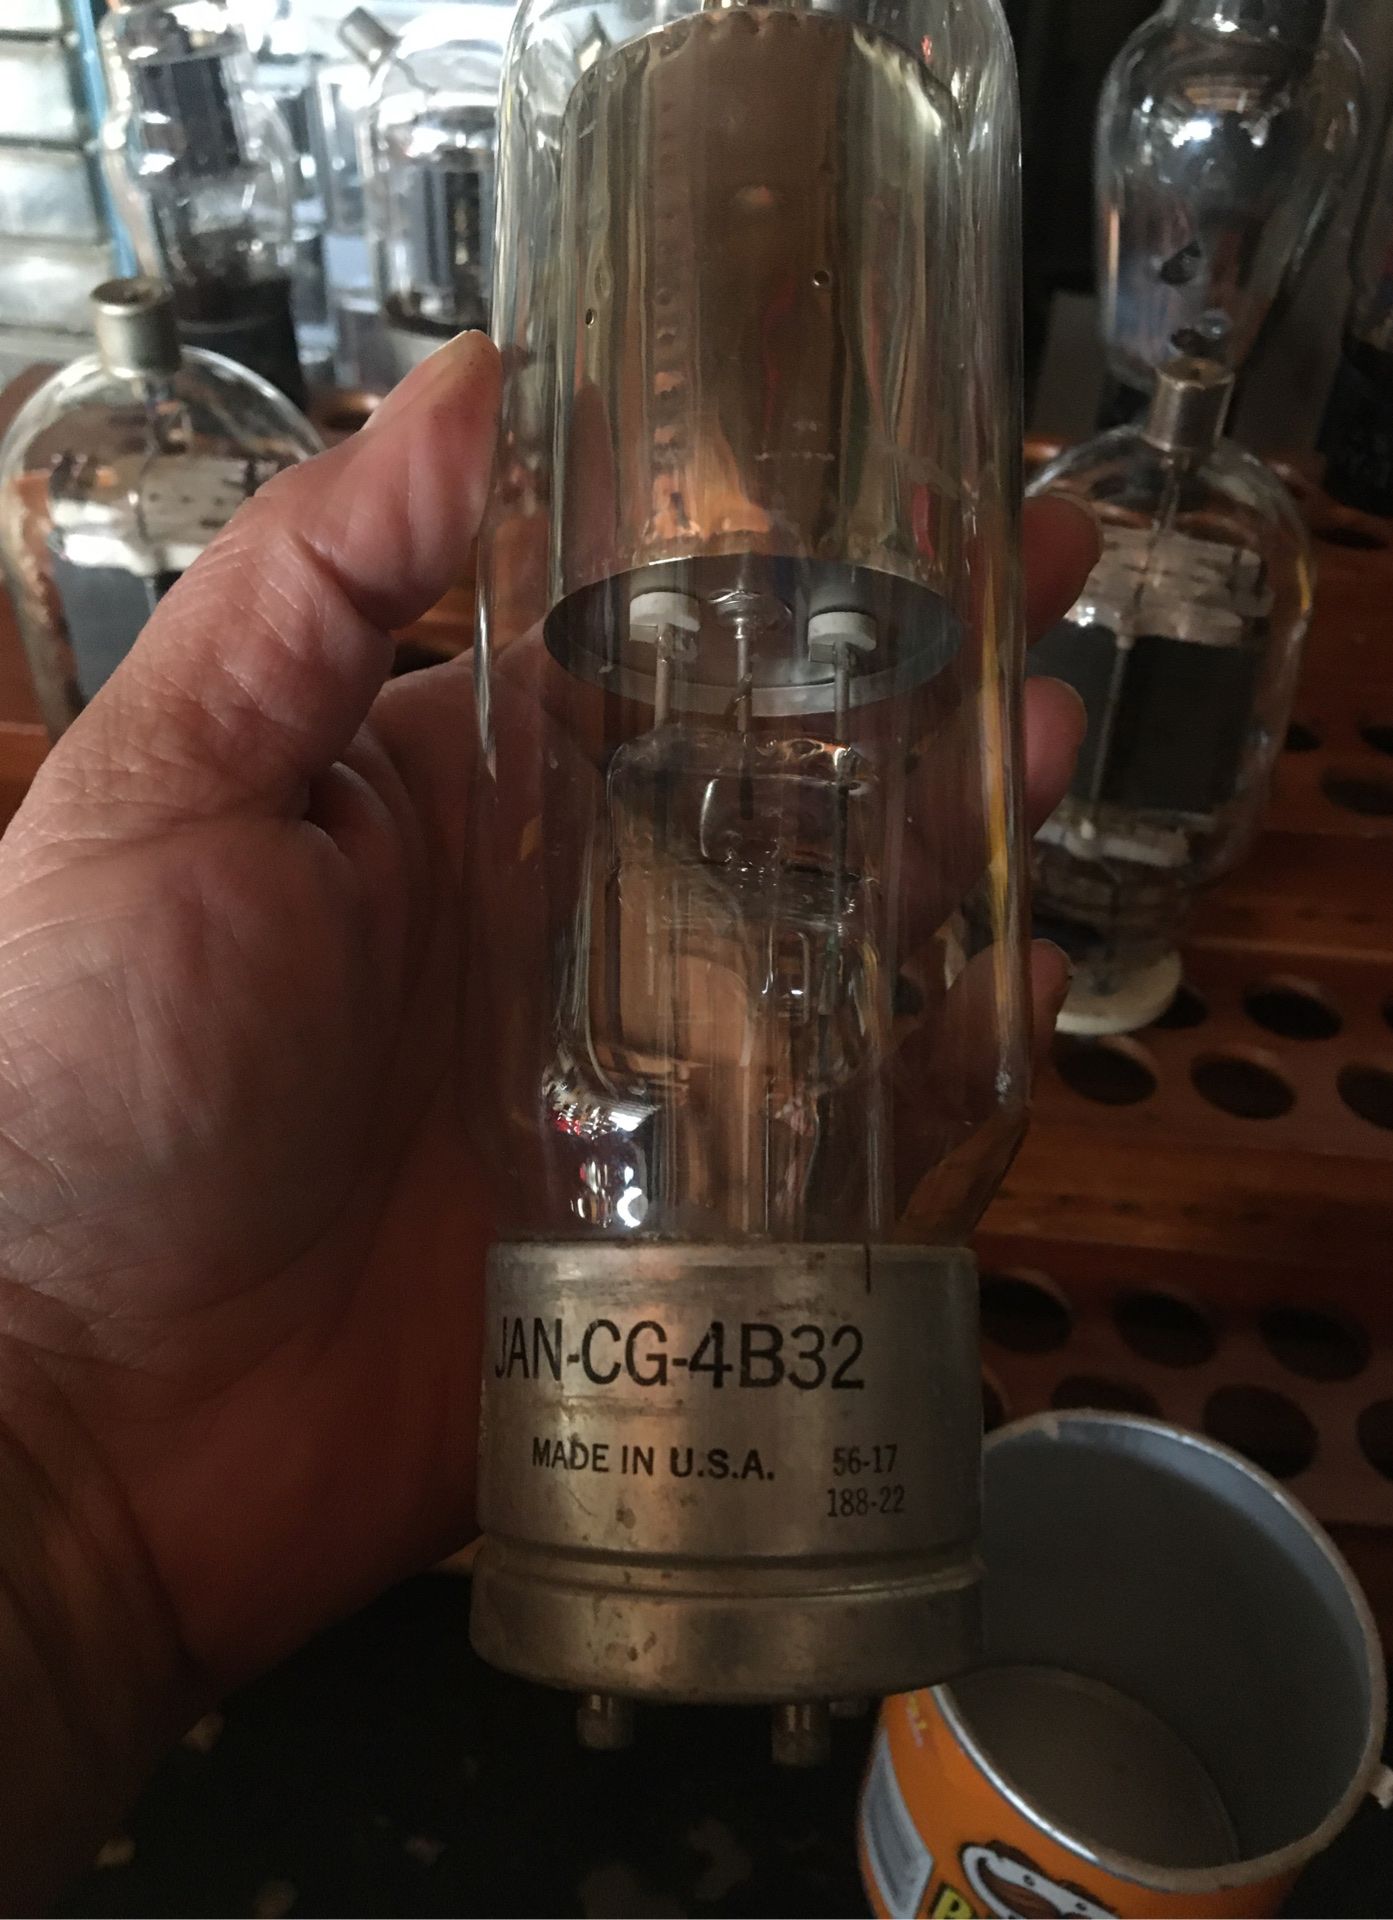 JAN-CG-4B32
MADE IN U.S.A. 56-17
188-22